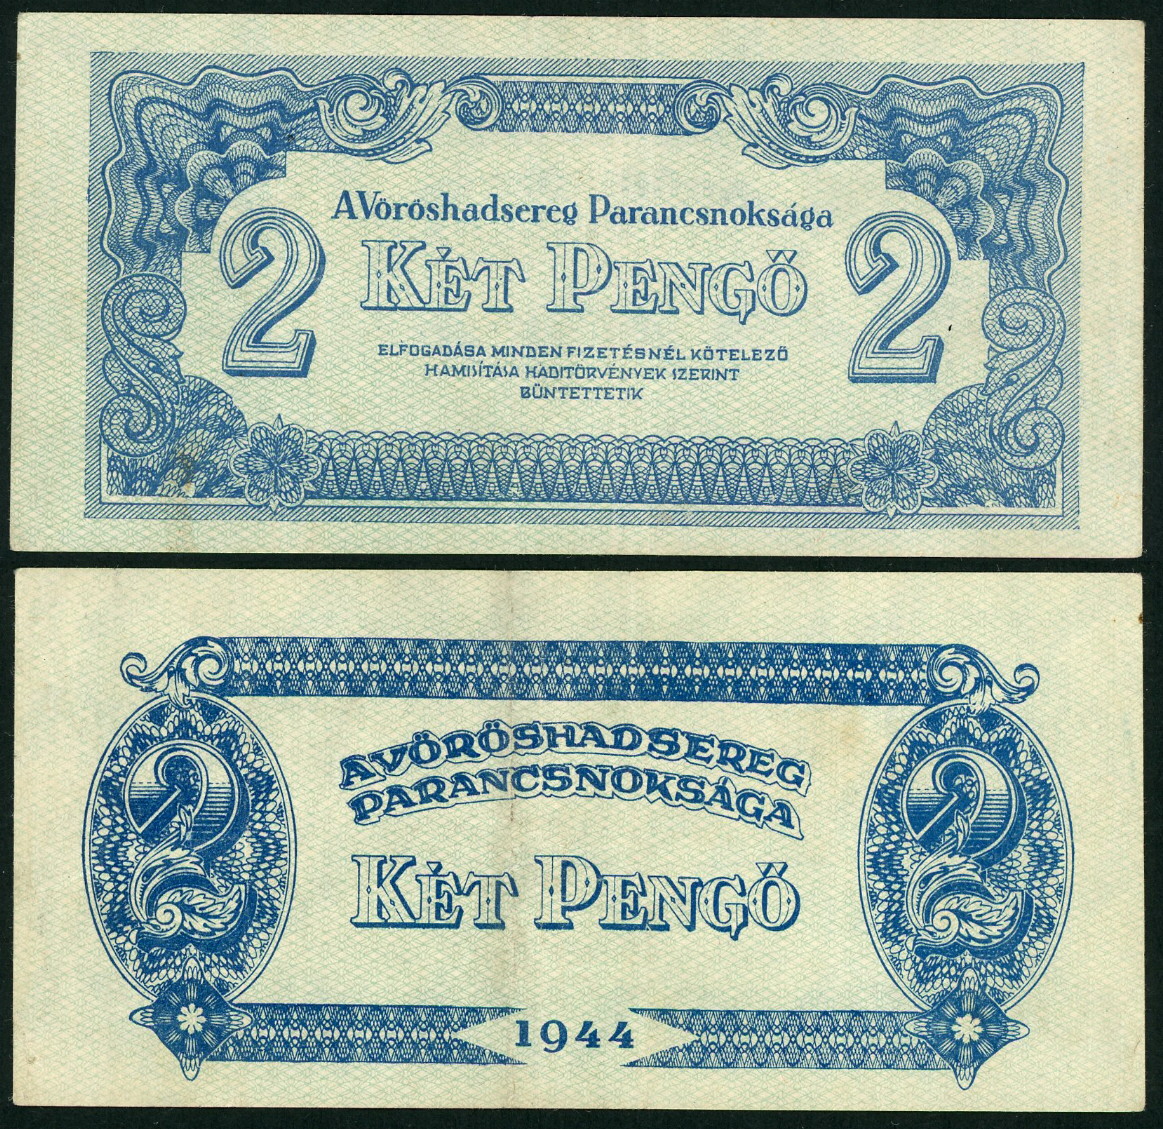 A Vöröshadsereg Parancsnoksága
2 KÉT PENGŐ 2
ELFOGADÁSA MINDEN FIZETÉSNÉL KÖTELEZŐ
HAMISÍTÁSA HADITÖRVÉNYEK SZERINT
BÜNTETTETIK
A VÖRÖSHADSEREG
PARANCSNOKSÁGA
2 KÉT PENGŐ 2
1944